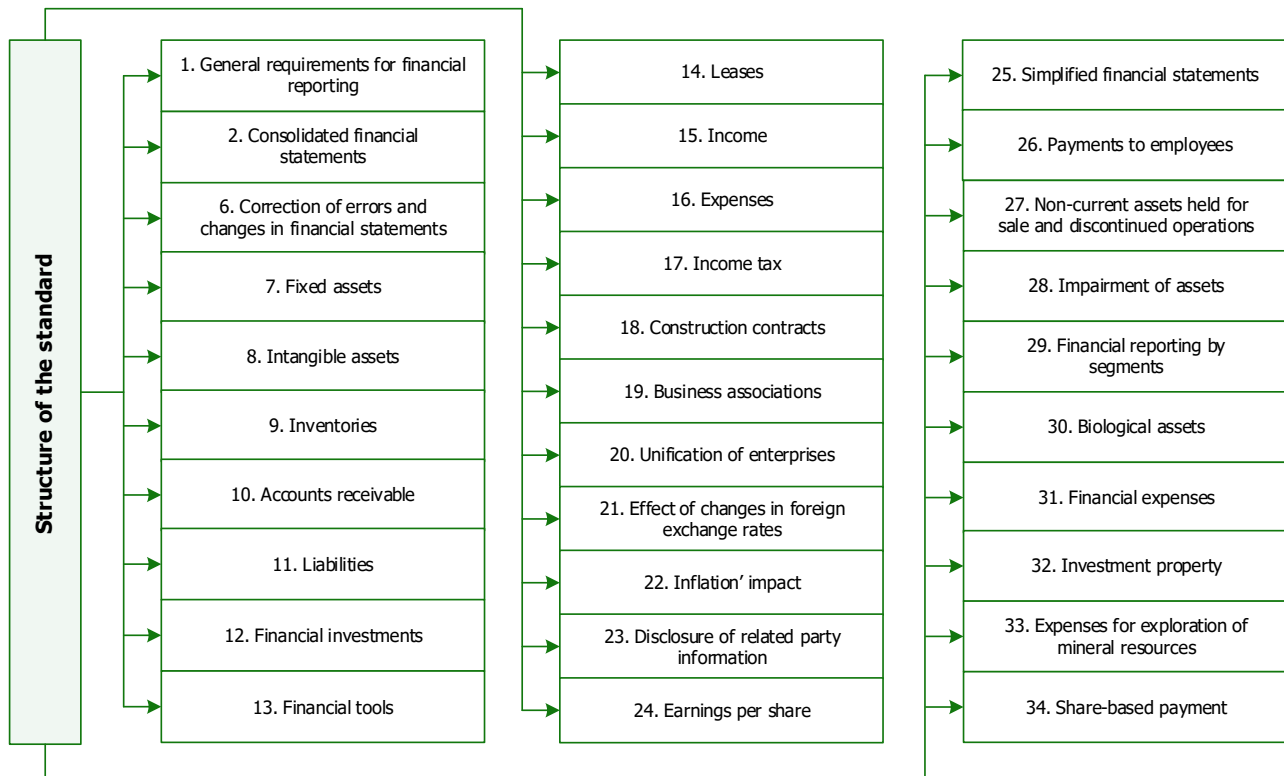 Structure of the standard
1. General requirements for financial
reporting
2. Consolidated financial
statements
6. Correction of errors and
changes in financial statements
7. Fixed assets
8. Intangible assets
9. Inventories
10. Accounts receivable
11. Liabilities
12. Financial investments
13. Financial tools
14. Leases
15. Income
16. Expenses
17. Income tax
18. Construction contracts
19. Business associations
20. Unification of enterprises
21. Effect of changes in foreign
exchange rates
22. Inflation’ impact
23. Disclosure of related party
information
24. Earnings per share
25. Simplified financial statements
26. Payments to employees
27. Non-current assets held for
sale and discontinued operations
28. Impairment of assets
29. Financial reporting by
segments
30. Biological assets
31. Financial expenses
32. Investment property
33. Expenses for exploration of
mineral resources
34. Share-based payment